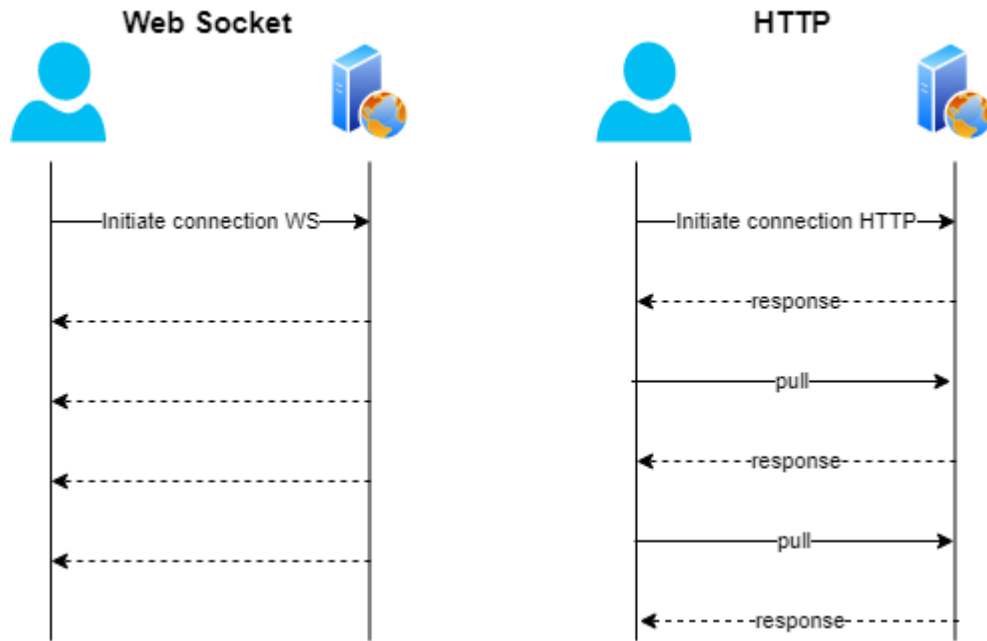 Web Socket
HTTP
Initiate connection WS
Initiate connection HTTP
response
pull
response
pull
response